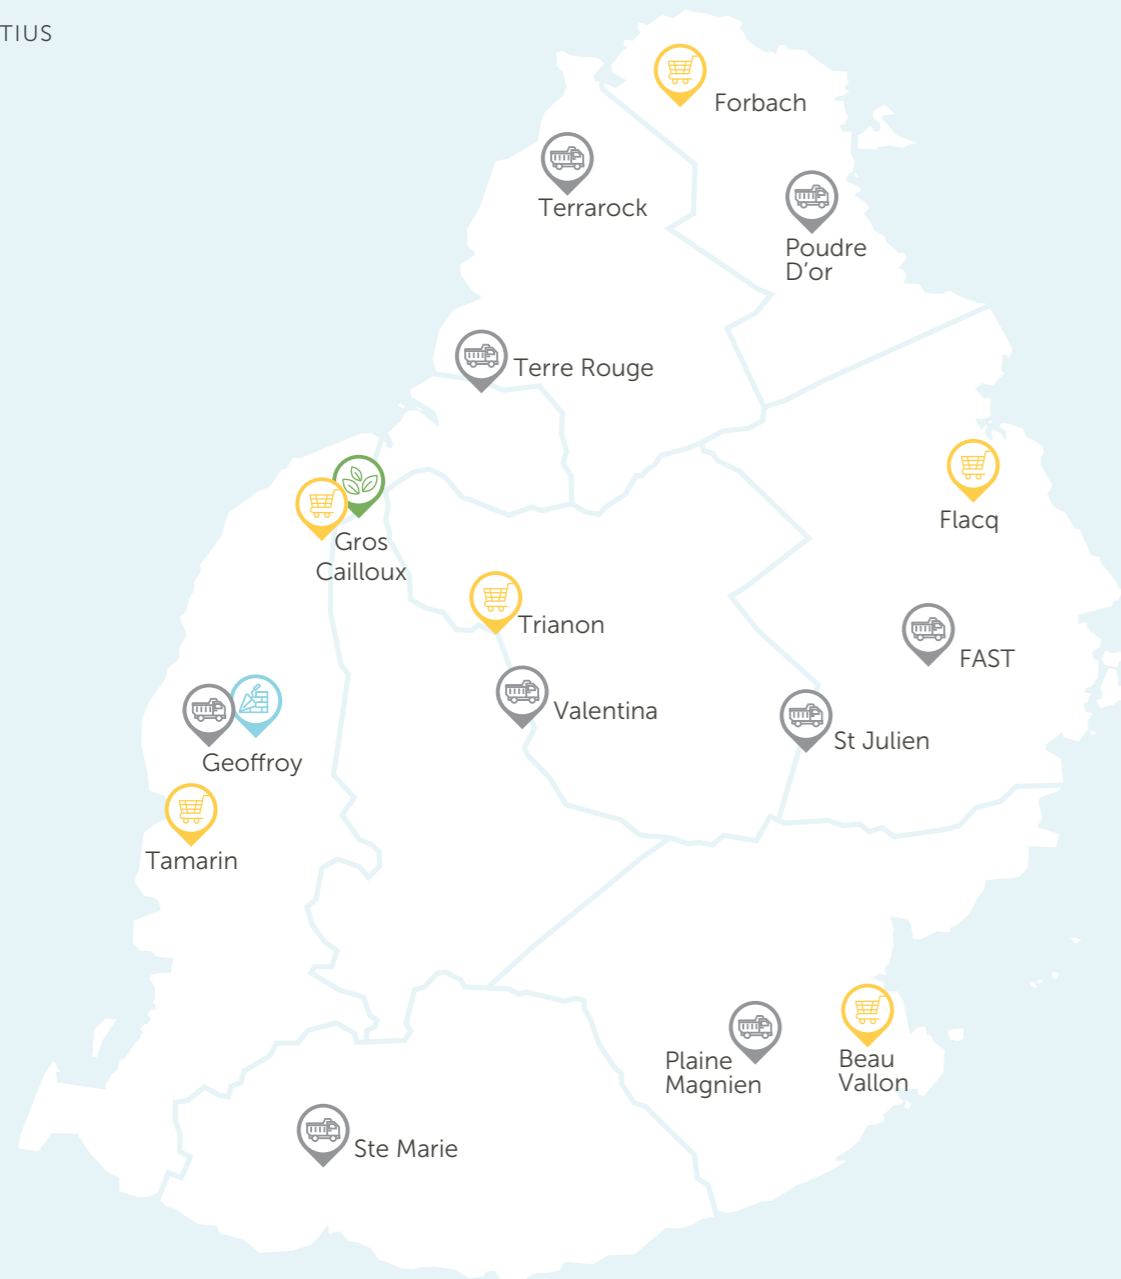 TIUS
Forbach
Terrarock
Poudre
D’or
Terre Rouge
Flacq
Gros
Cailloux
Trianon
FAST
Valentina
St Julien
Geoffroy
Tamarin
Plaine
Magnien
Beau
Vallon
Ste Marie